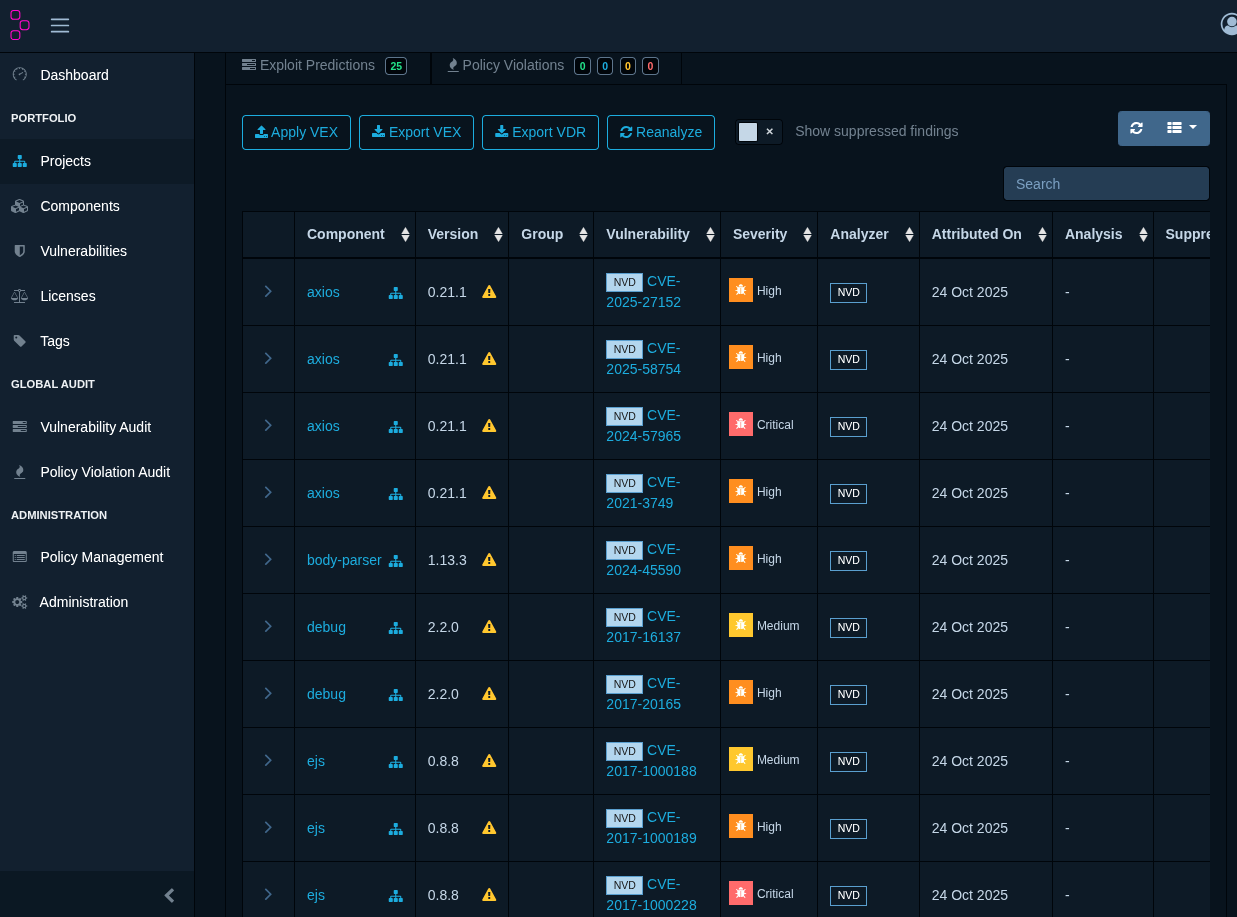 Exploit Predictions 25 Policy Violations 0 0 0 0
Dashboard
PORTFOLIO
Projects
Components
Vulnerabilities
Licenses
Tags
GLOBAL AUDIT
Vulnerability Audit
Policy Violation Audit
ADMINISTRATION
Policy Management
Administration
Apply VEX Export VEX Export VDR Reanalyze Show suppressed findings
Search
Component Version Group Vulnerability Severity Analyzer Attributed On Analysis Suppre
axios 0.21.1 NVD CVE-
2025-27152 High NVD 24 Oct 2025 -
axios 0.21.1 NVD CVE-
2025-58754 High NVD 24 Oct 2025 -
axios 0.21.1 NVD CVE-
2024-57965 Critical NVD 24 Oct 2025 -
axios 0.21.1 NVD CVE-
2021-3749 High NVD 24 Oct 2025 -
body-parser 1.13.3 NVD CVE-
2024-45590 High NVD 24 Oct 2025 -
debug 2.2.0 NVD CVE-
2017-16137 Medium NVD 24 Oct 2025 -
debug 2.2.0 NVD CVE-
2017-20165 High NVD 24 Oct 2025 -
ejs 0.8.8 NVD CVE-
2017-1000188 Medium NVD 24 Oct 2025 -
ejs 0.8.8 NVD CVE-
2017-1000189 High NVD 24 Oct 2025 -
ejs 0.8.8 NVD CVE-
2017-1000228 Critical NVD 24 Oct 2025 -